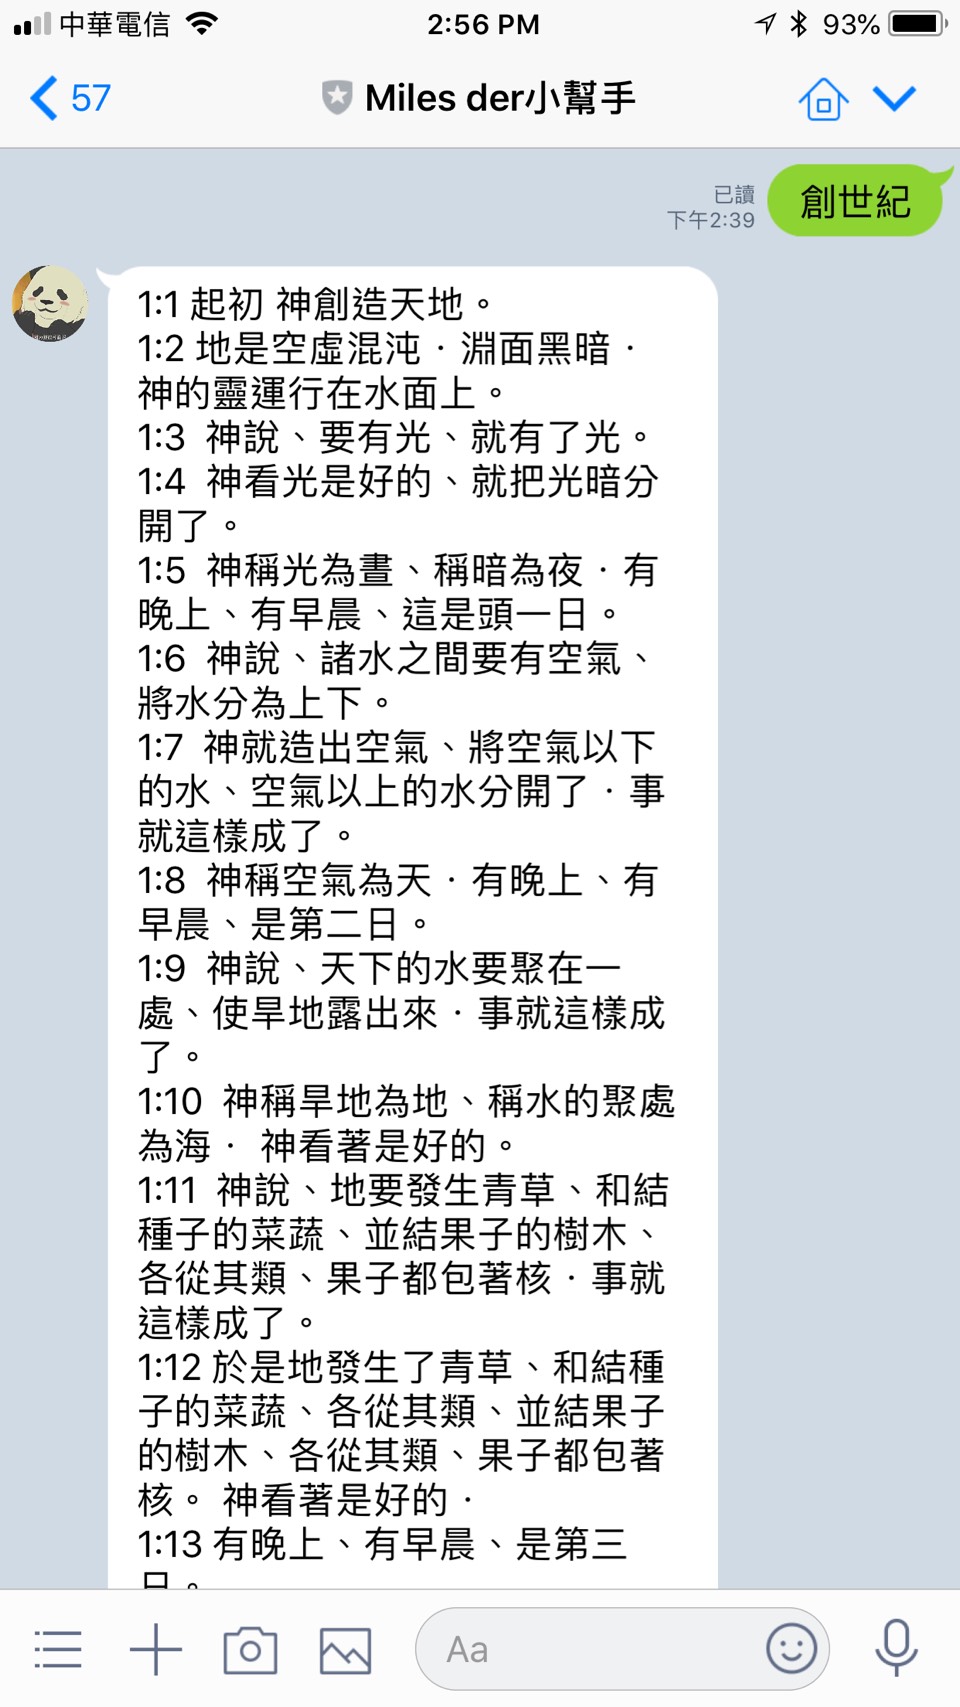 中華電信 2:56 PM 93%
57 Miles der小幫手
創世紀
已讀
下午2:39
1:1 起初 神創造天地。
1:2 地是空虛混沌．淵面黑暗．
神的靈運行在水面上。
1:3 神說、要有光、就有了光。
1:4 神看光是好的、就把光暗分
開了。
1:5 神稱光為晝、稱暗為夜．有
晚上、有早晨、這是頭一日。
1:6 神說、諸水之間要有空氣、
將水分為上下。
1:7 神就造出空氣、將空氣以下
的水、空氣以上的水分開了．事
就這樣成了。
1:8 神稱空氣為天．有晚上、有
早晨、是第二日。
1:9 神說、天下的水要聚在一
處、使旱地露出來．事就這樣成
了。
1:10 神稱旱地為地、稱水的聚處
為海． 神看著是好的。
1:11 神說、地要發生青草、和結
種子的菜蔬、並結果子的樹木、
各從其類、果子都包著核．事就
這樣成了。
1:12 於是地發生了青草、和結種
子的菜蔬、各從其類、並結果子
的樹木、各從其類、果子都包著
核。 神看著是好的．
1:13 有晚上、有早晨、是第三
日。
Aa